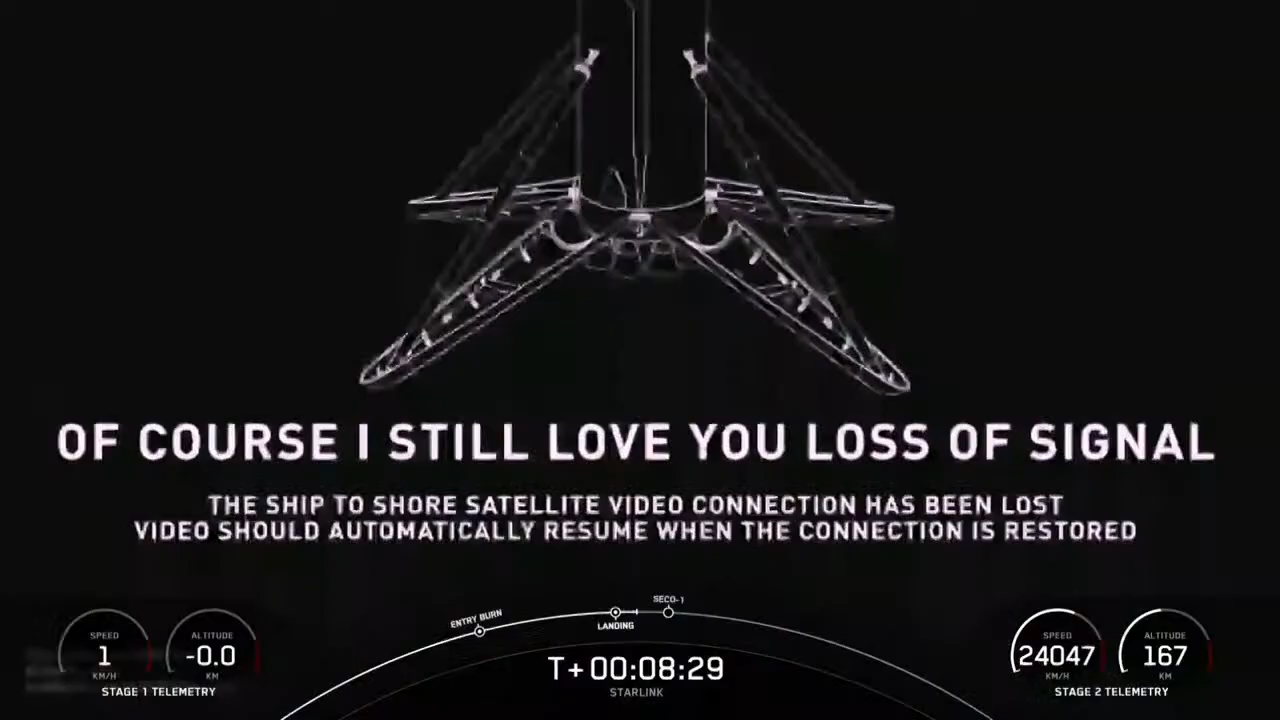 OF COURSE I STILL LOVE YOU LOSS OF SIGNAL
THE SHIP TO SHORE SATELLITE VIDEO CONNECTION HAS BEEN LOST
VIDEO SHOULD AUTOMATICALLY RESUME WHEN THE CONNECTION IS RESTORED
SPEED
1
KM/H
ALTITUDE
-0.0
KM
STAGE 1 TELEMETRY
ENTRY BURN
LANDING
SECO-1
T+00:08:29
STARLINK
SPEED
24047
KM/H
ALTITUDE
167
KM
STAGE 2 TELEMETRY